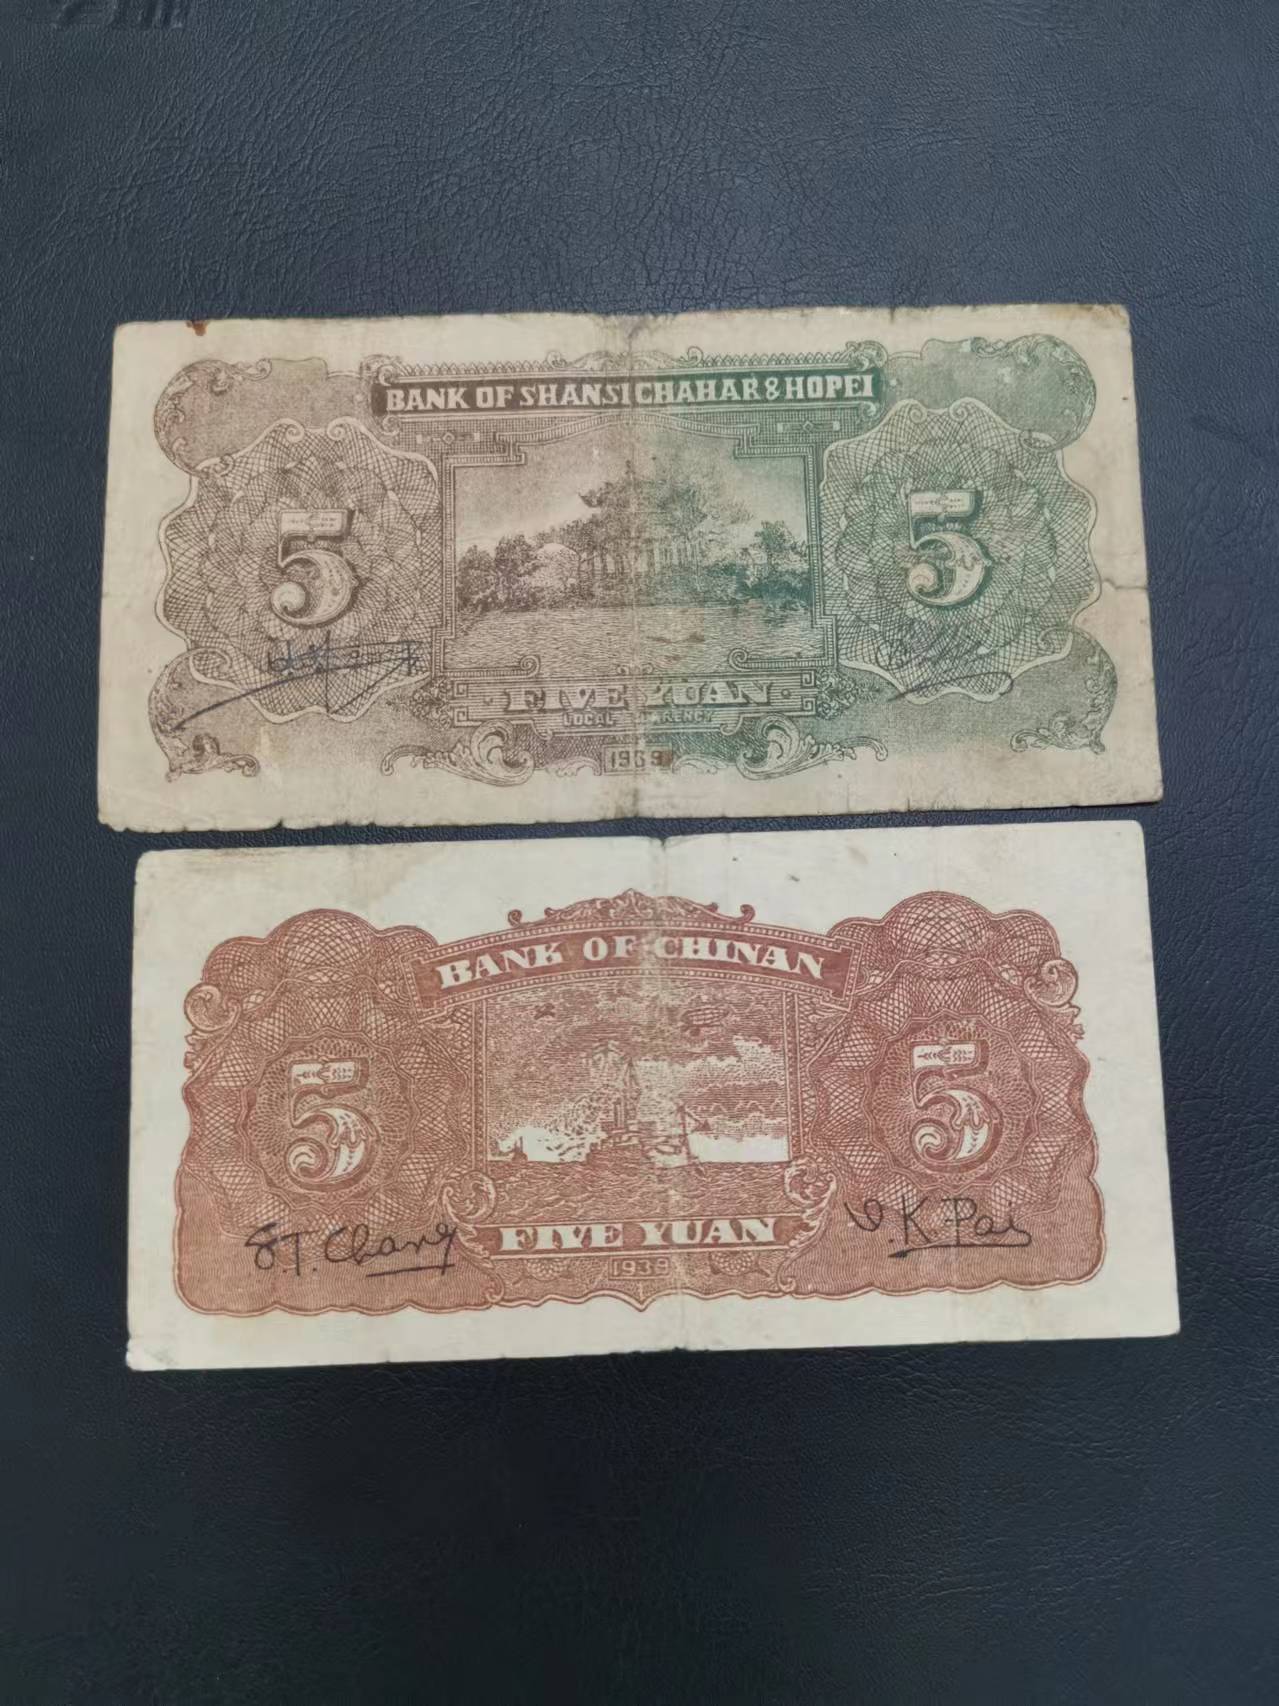 BANK OF SHANSI CHAHAR & HOPEI
5
5
FIVE YUAN
LOCAL CURRENCY
1939
BANK OF CHINAN
5
5
S.T. Chang
K. Pai
FIVE YUAN
1939